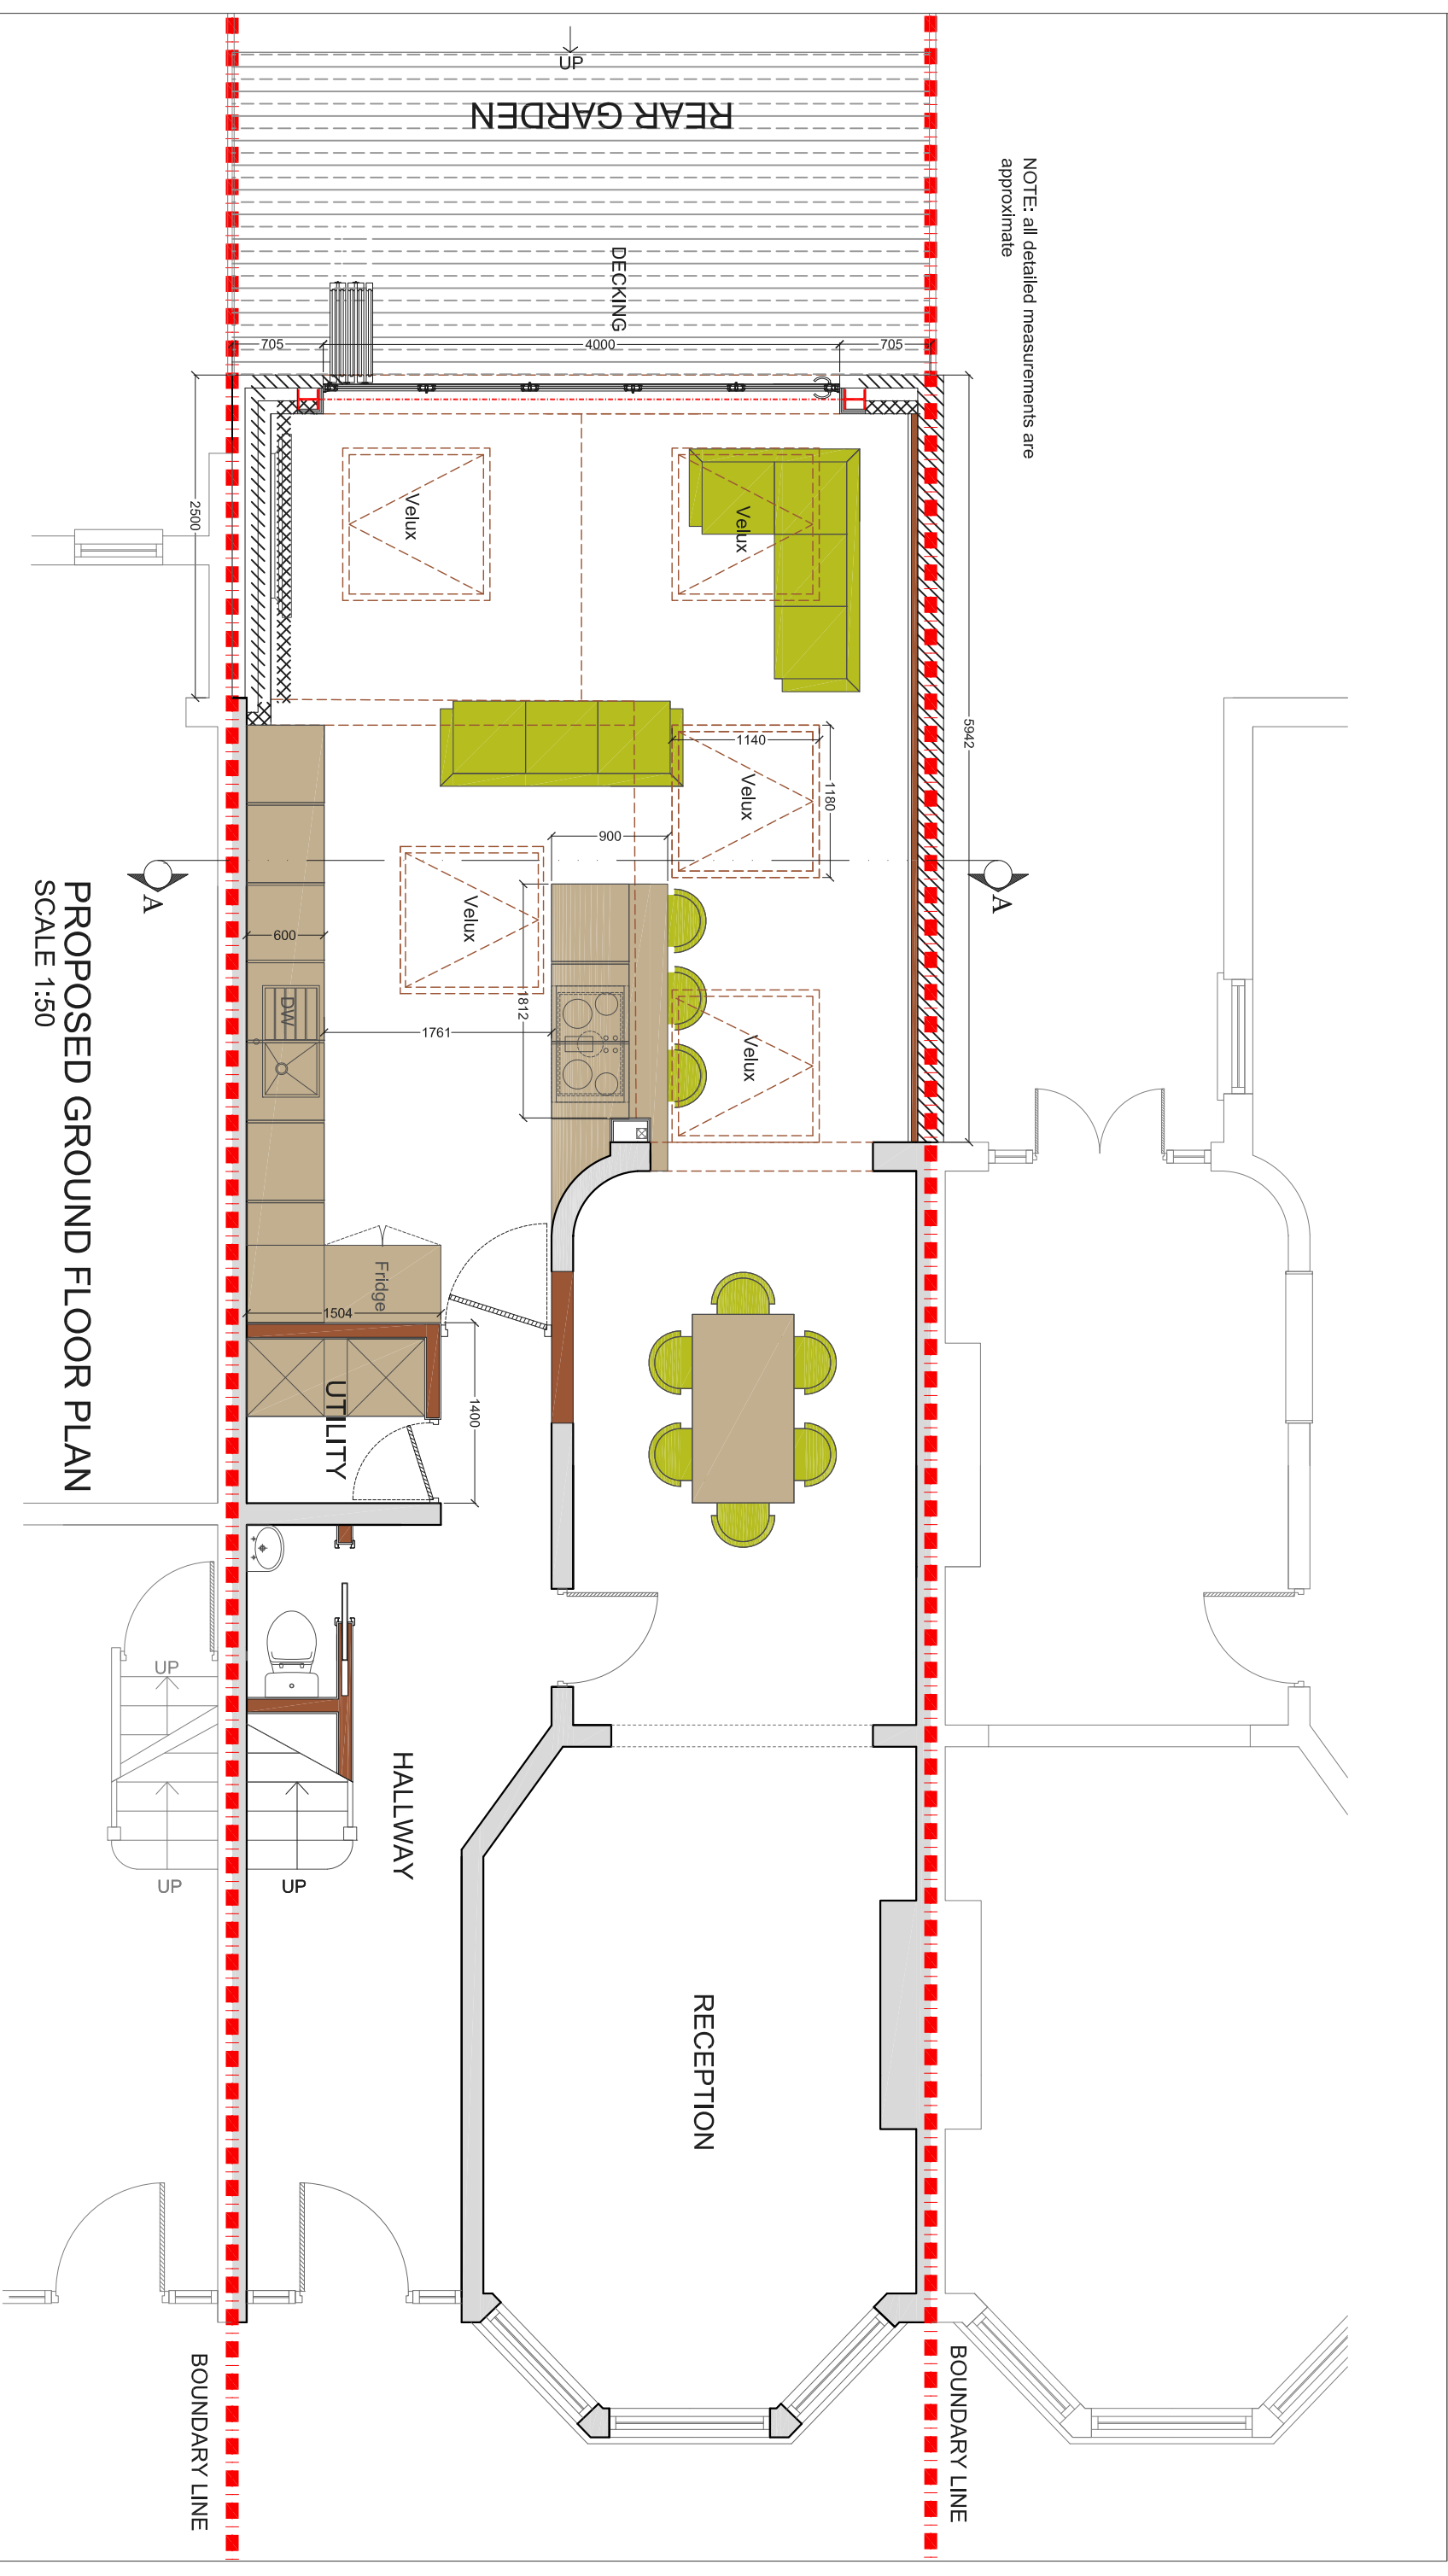 UP
REAR GARDEN
NOTE: all detailed measurements are
approximate
DECKING
705
4000
705
2500
5942
Velux
Velux
1140
1180
Velux
900
A
A
600
Velux
1812
DW
1761
Velux
Fridge
1504
1400
UTILITY
PROPOSED GROUND FLOOR PLAN
SCALE 1:50
UP
HALLWAY
UP
UP
RECEPTION
BOUNDARY LINE
BOUNDARY LINE